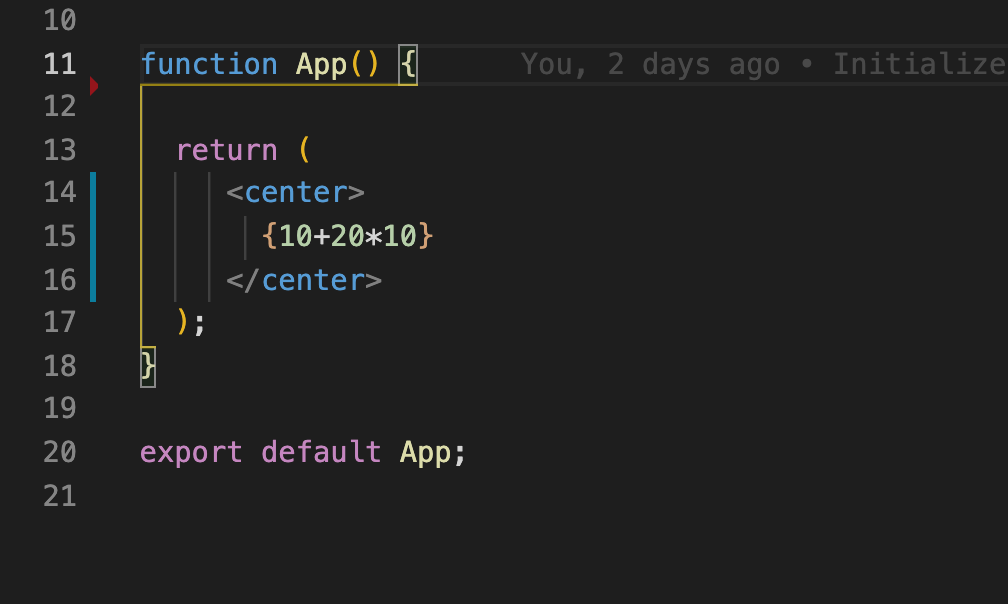 10
11 function App() { You, 2 days ago • Initialize
12
13 return (
14 <center>
15 {10+20*10}
16 </center>
17 );
18 }
19
20 export default App;
21